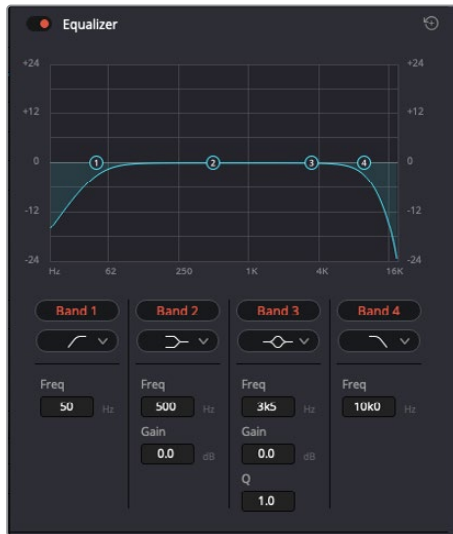 Equalizer
+24 +24
+12 +12
1 2 3 4
0 0
-12 -12
-24 -24
Hz 62 250 1K 4K 16K
Band 1 Band 2 Band 3 Band 4
Freq Freq Freq Freq
50 Hz 500 Hz 3k5 Hz 10k0 Hz
Gain Gain
0.0 dB 0.0 dB
Q
1.0